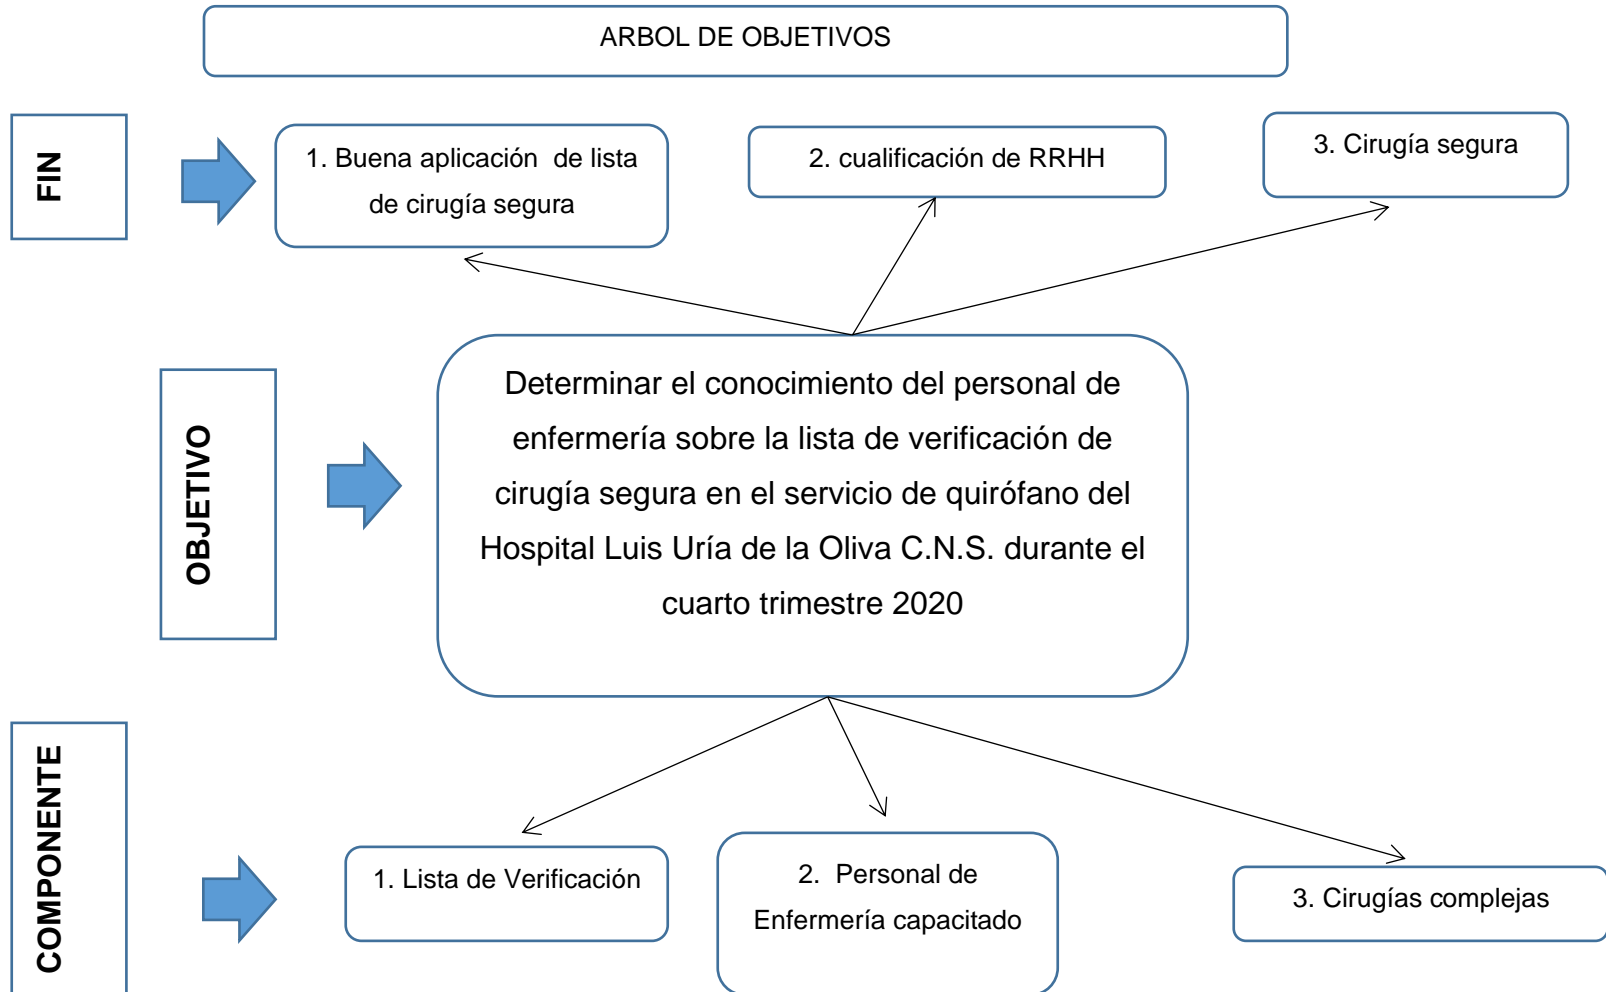 ARBOL DE OBJETIVOS
FIN
1. Buena aplicación de lista
de cirugía segura
2. cualificación de RRHH
3. Cirugía segura
OBJETIVO
Determinar el conocimiento del personal de
enfermería sobre la lista de verificación de
cirugía segura en el servicio de quirófano del
Hospital Luis Uría de la Oliva C.N.S. durante el
cuarto trimestre 2020
COMPONENTE
1. Lista de Verificación
2. Personal de
Enfermería capacitado
3. Cirugías complejas